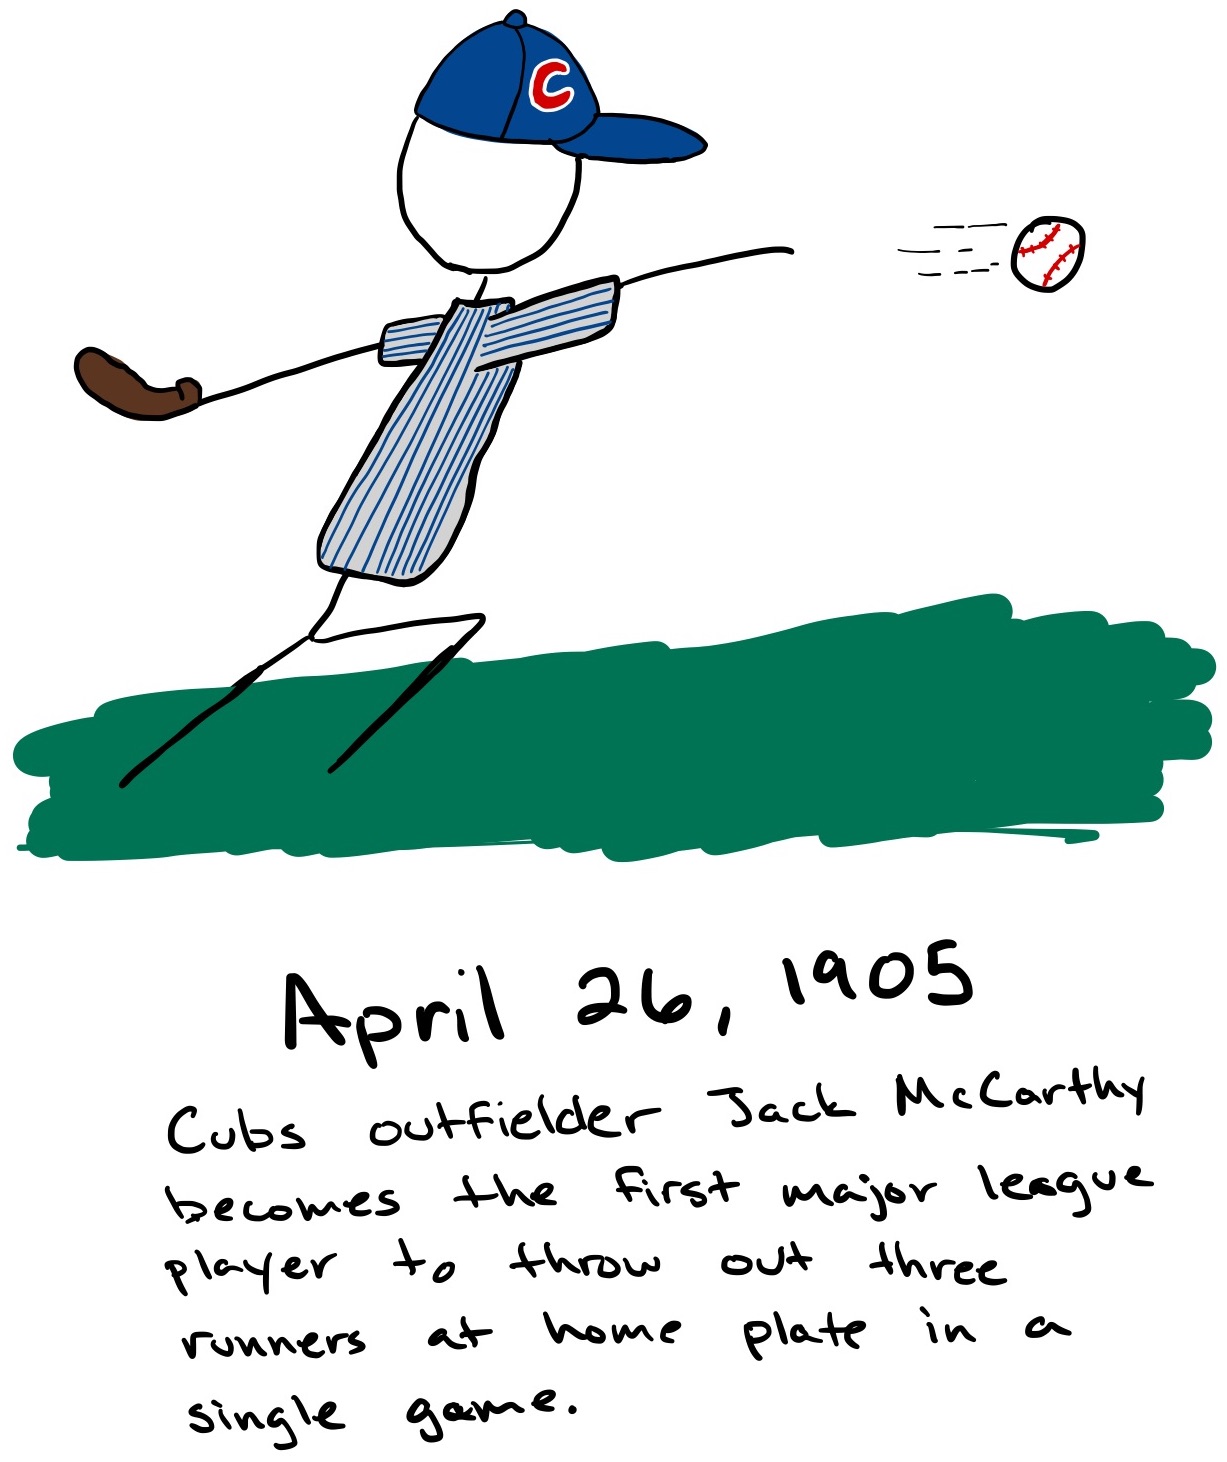 C
April 26, 1905
Cubs outfielder Jack McCarthy
becomes the first major league
player to throw out three
runners at home plate in a
single game.